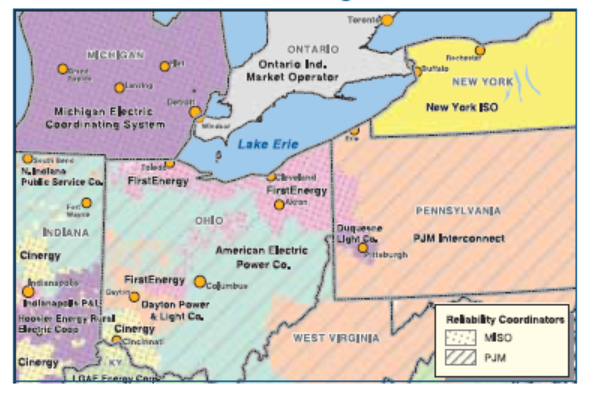 Toronto
MICHIGAN
ONTARIO
Ontario Ind.
Market Operator
Rochester
Grand
Rapids
Flint
Lansing
Buffalo
NEW YORK
New York ISO
Detroit
Michigan Electric
Coordinating System
Windsor
Lake Erie
Erie
South Bend
N.Indiana
Public Service Co.
Toledo
FirstEnergy
Cleveland
FirstEnergy
Akron
Fort
Wayne
OHIO
PENNSYLVANIA
PJM Interconnect
INDIANA
Duquesne
Light Co.
Pittsburgh
Cinergy
American Electric
Power Co.
Indianapolis
FirstEnergy
Columbus
Dayton
Indianapolis P&L
Dayton Power
& Light Co.
Hoosier Energy Rural
Electric Coop
Cinergy
Cincinnati
WEST VIRGINIA
Reliability Coordinators
MISO
PJM
Cinergy
KY
LG&E Energy Corp